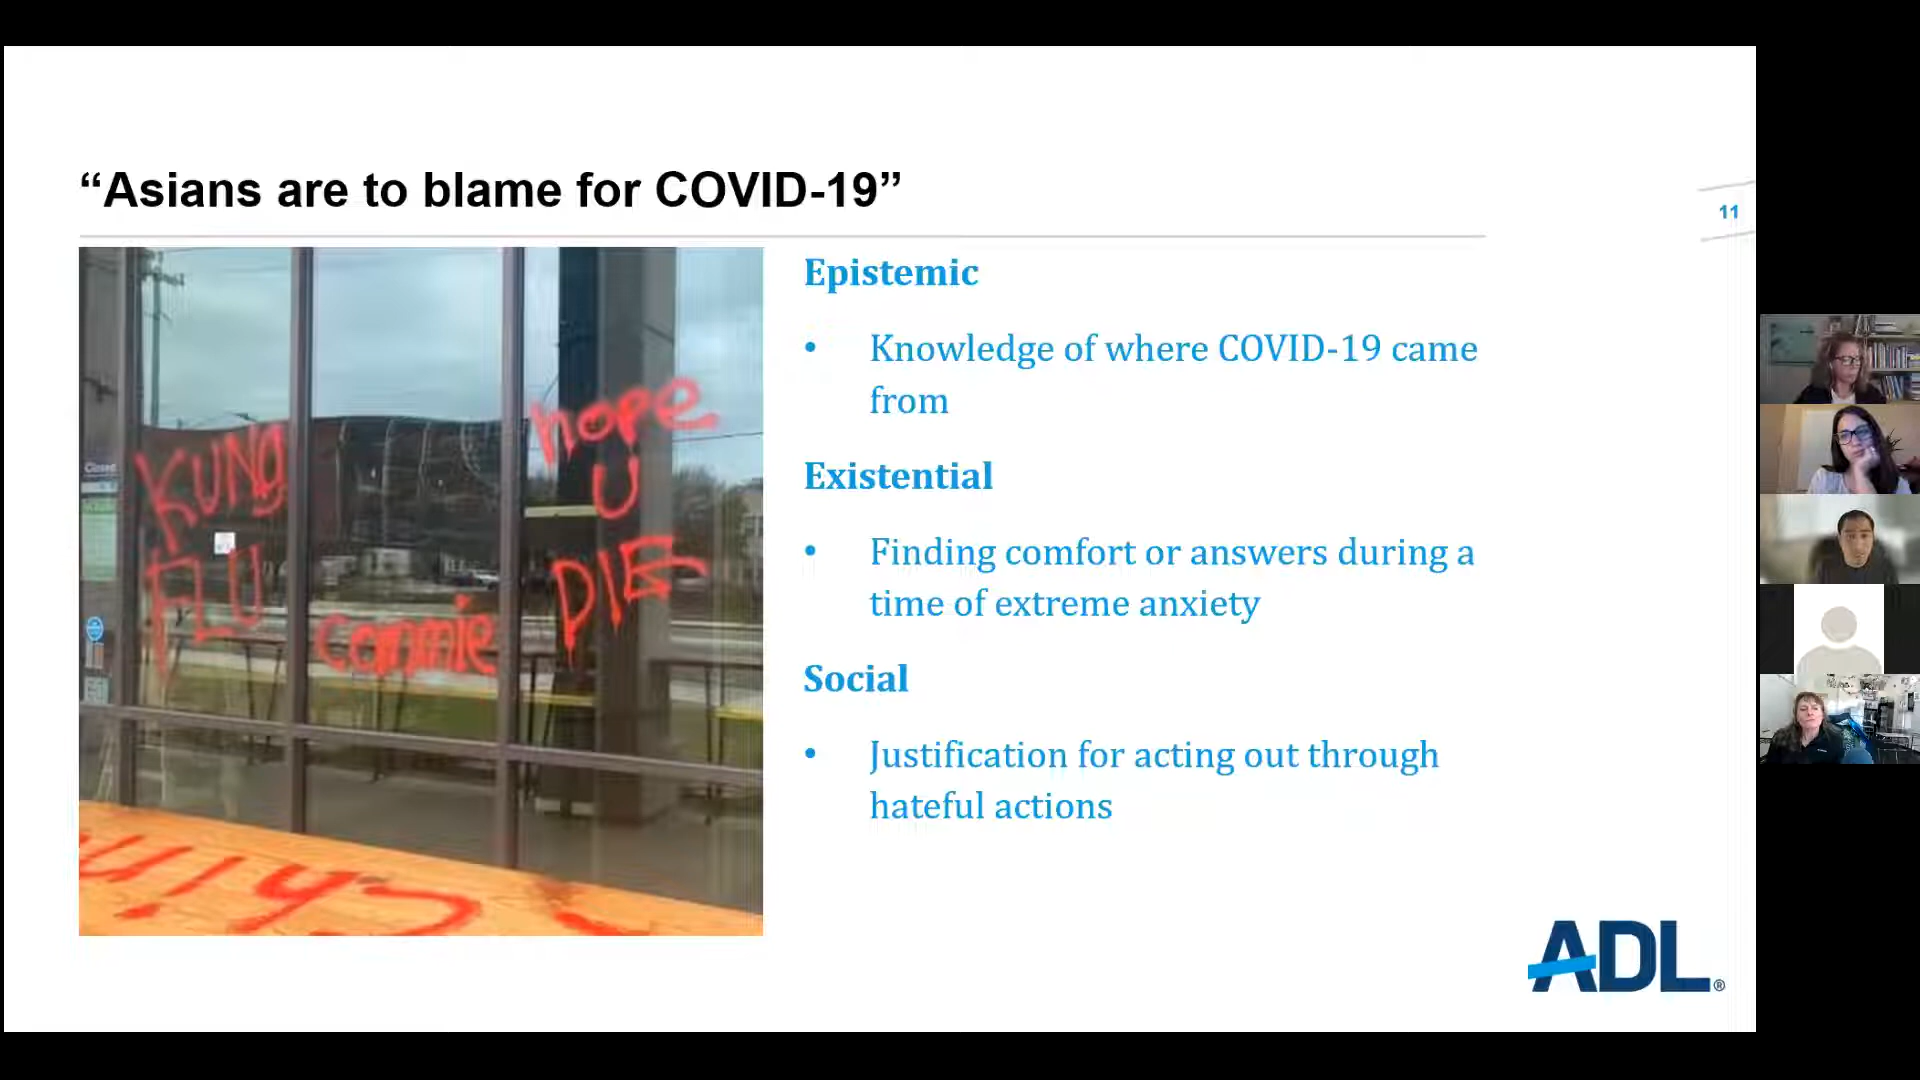 “Asians are to blame for COVID-19”
11
KUNG
FLU
commie
hope
U
DIE
Epistemic
• Knowledge of where COVID-19 came
from
Existential
• Finding comfort or answers during a
time of extreme anxiety
Social
• Justification for acting out through
hateful actions
ADL®